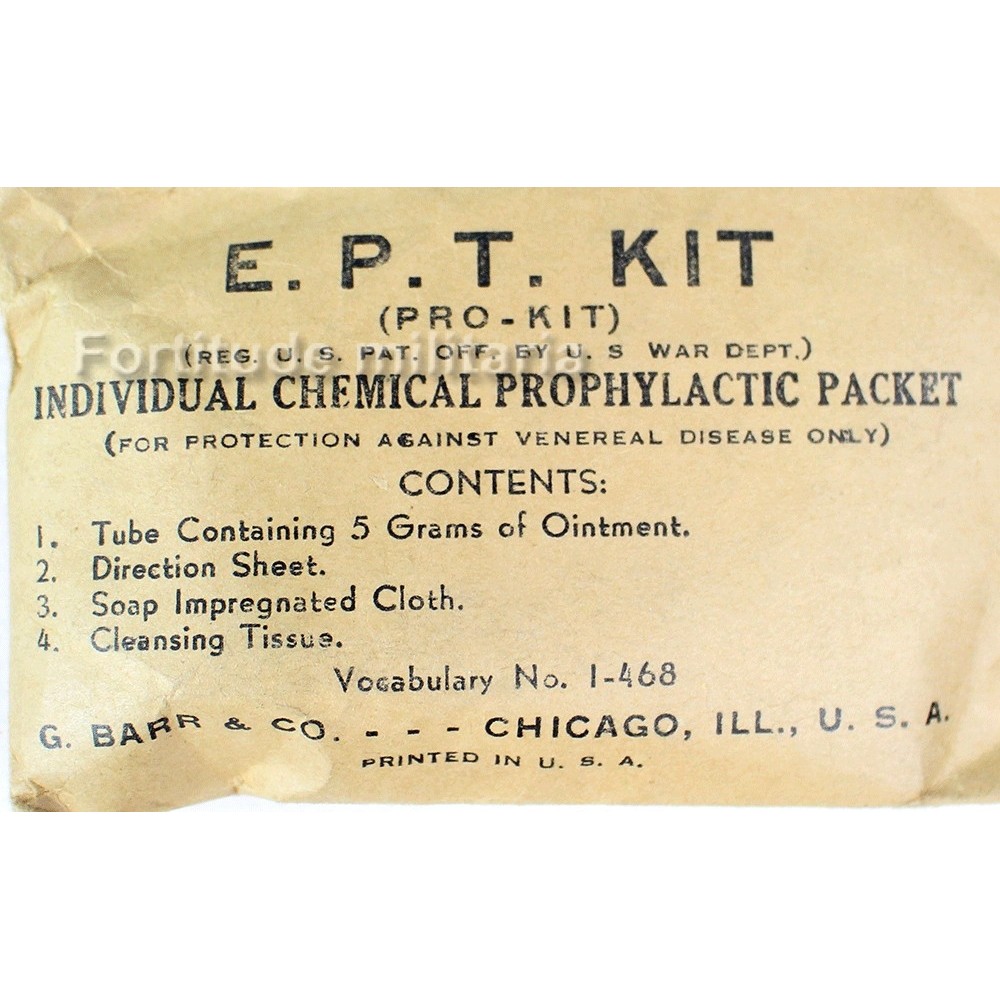 E. P. T. KIT
(PRO-KIT)
(REG. U. S. PAT. OFF. BY U. S WAR DEPT.)
Fortitude militaria
INDIVIDUAL CHEMICAL PROPHYLACTIC PACKET
(FOR PROTECTION AGAINST VENEREAL DISEASE ONLY)
CONTENTS:
1. Tube Containing 5 Grams of Ointment.
2. Direction Sheet.
3. Soap Impregnated Cloth.
4. Cleansing Tissue.
Vocabulary No. 1-468
G. BARR & CO. - - - CHICAGO, ILL., U. S. A.
PRINTED IN U. S. A.